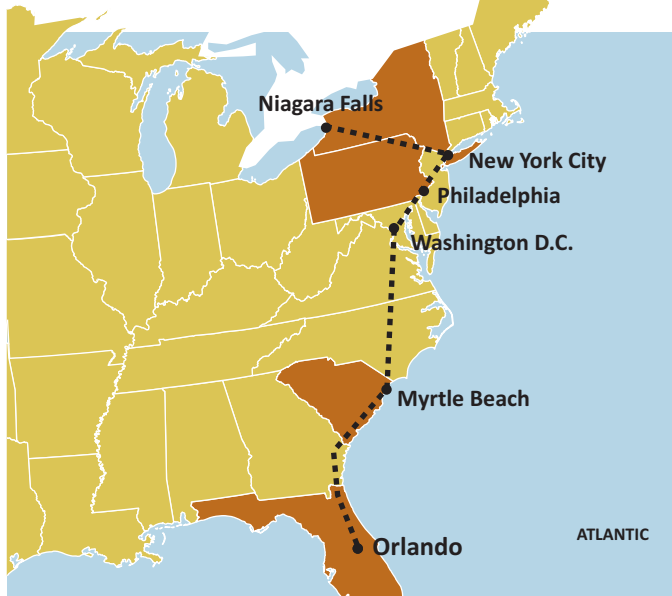 Niagara Falls
New York City
Philadelphia
Washington D.C.
Myrtle Beach
Orlando
ATLANTIC